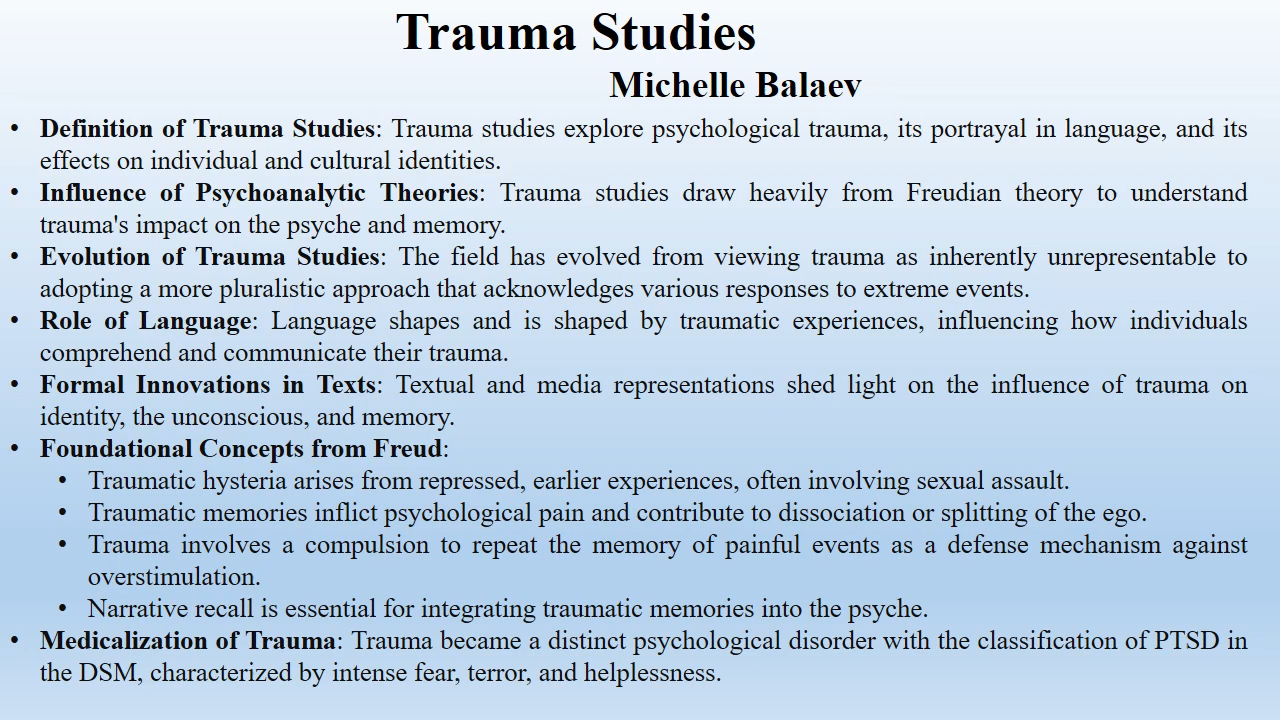 Trauma Studies
Michelle Balaev
• Definition of Trauma Studies: Trauma studies explore psychological trauma, its portrayal in language, and its
effects on individual and cultural identities.
• Influence of Psychoanalytic Theories: Trauma studies draw heavily from Freudian theory to understand
trauma's impact on the psyche and memory.
• Evolution of Trauma Studies: The field has evolved from viewing trauma as inherently unrepresentable to
adopting a more pluralistic approach that acknowledges various responses to extreme events.
• Role of Language: Language shapes and is shaped by traumatic experiences, influencing how individuals
comprehend and communicate their trauma.
• Formal Innovations in Texts: Textual and media representations shed light on the influence of trauma on
identity, the unconscious, and memory.
• Foundational Concepts from Freud:
• Traumatic hysteria arises from repressed, earlier experiences, often involving sexual assault.
• Traumatic memories inflict psychological pain and contribute to dissociation or splitting of the ego.
• Trauma involves a compulsion to repeat the memory of painful events as a defense mechanism against
overstimulation.
• Narrative recall is essential for integrating traumatic memories into the psyche.
• Medicalization of Trauma: Trauma became a distinct psychological disorder with the classification of PTSD in
the DSM, characterized by intense fear, terror, and helplessness.